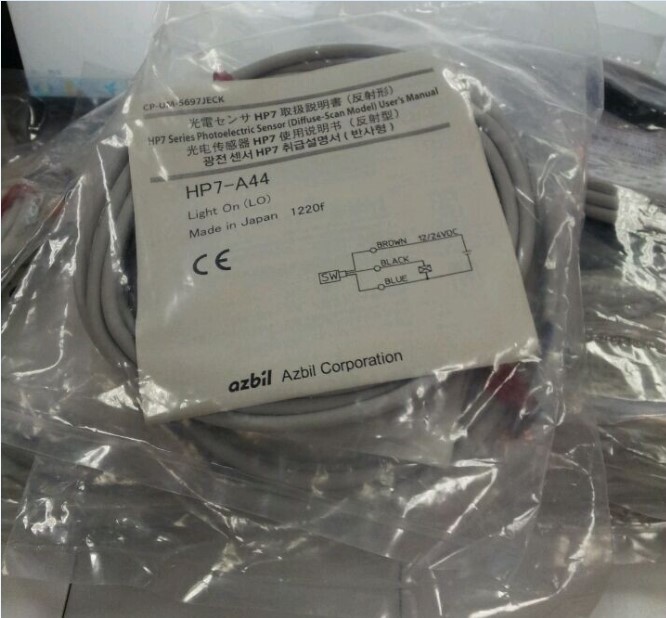 CP-UM-5697JECK
光電センサ HP7 取扱説明書 (反射形)
HP7 Series Photoelectric Sensor (Diffuse-Scan Model) User's Manual
光电传感器 HP7 使用说明书 (反射型)
광전 센서 HP7 취급설명서 ( 반사형 )
HP7-A44
Light On (LO)
Made in Japan 1220f
CE
BROWN 12/24VDC
BLACK
SW
BLUE
azbil Azbil Corporation